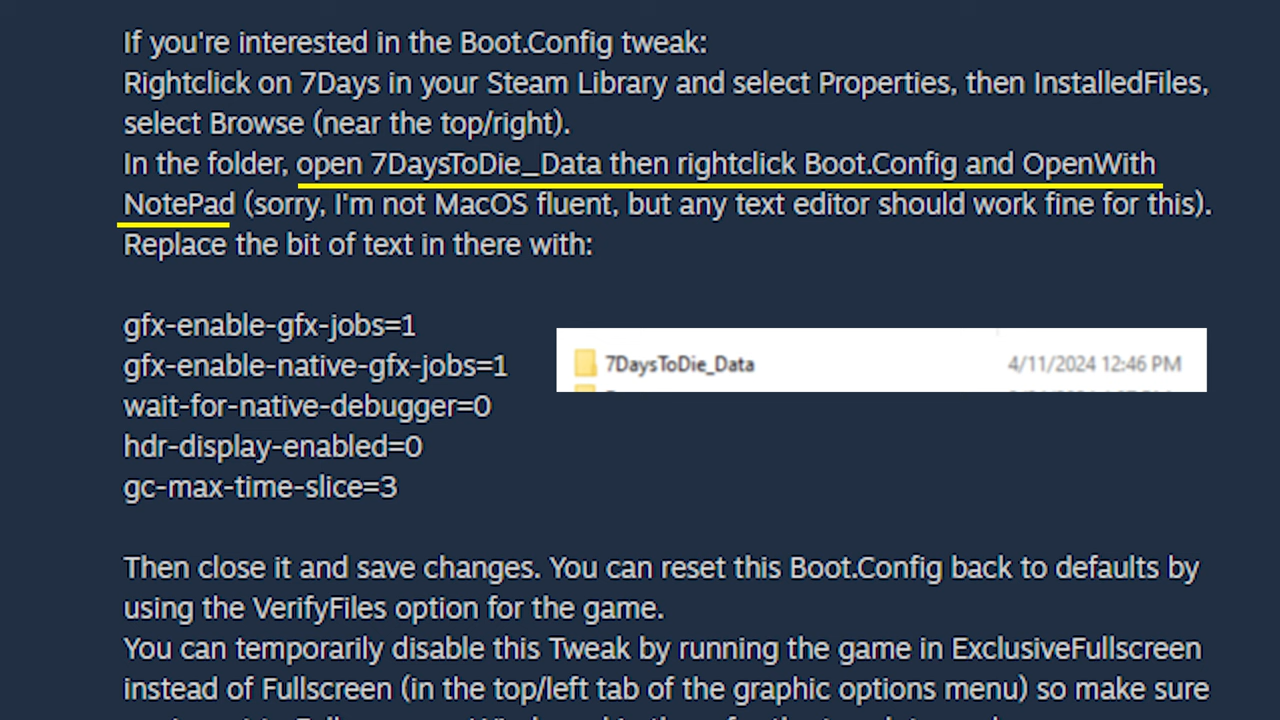 If you're interested in the Boot.Config tweak:
Rightclick on 7Days in your Steam Library and select Properties, then InstalledFiles,
select Browse (near the top/right).
In the folder, open 7DaysToDie_Data then rightclick Boot.Config and OpenWith
NotePad (sorry, I'm not MacOS fluent, but any text editor should work fine for this).
Replace the bit of text in there with:
gfx-enable-gfx-jobs=1
gfx-enable-native-gfx-jobs=1
7DaysToDie_Data 4/11/2024 12:46 PM
wait-for-native-debugger=0
hdr-display-enabled=0
gc-max-time-slice=3
Then close it and save changes. You can reset this Boot.Config back to defaults by
using the VerifyFiles option for the game.
You can temporarily disable this Tweak by running the game in ExclusiveFullscreen
instead of Fullscreen (in the top/left tab of the graphic options menu) so make sure